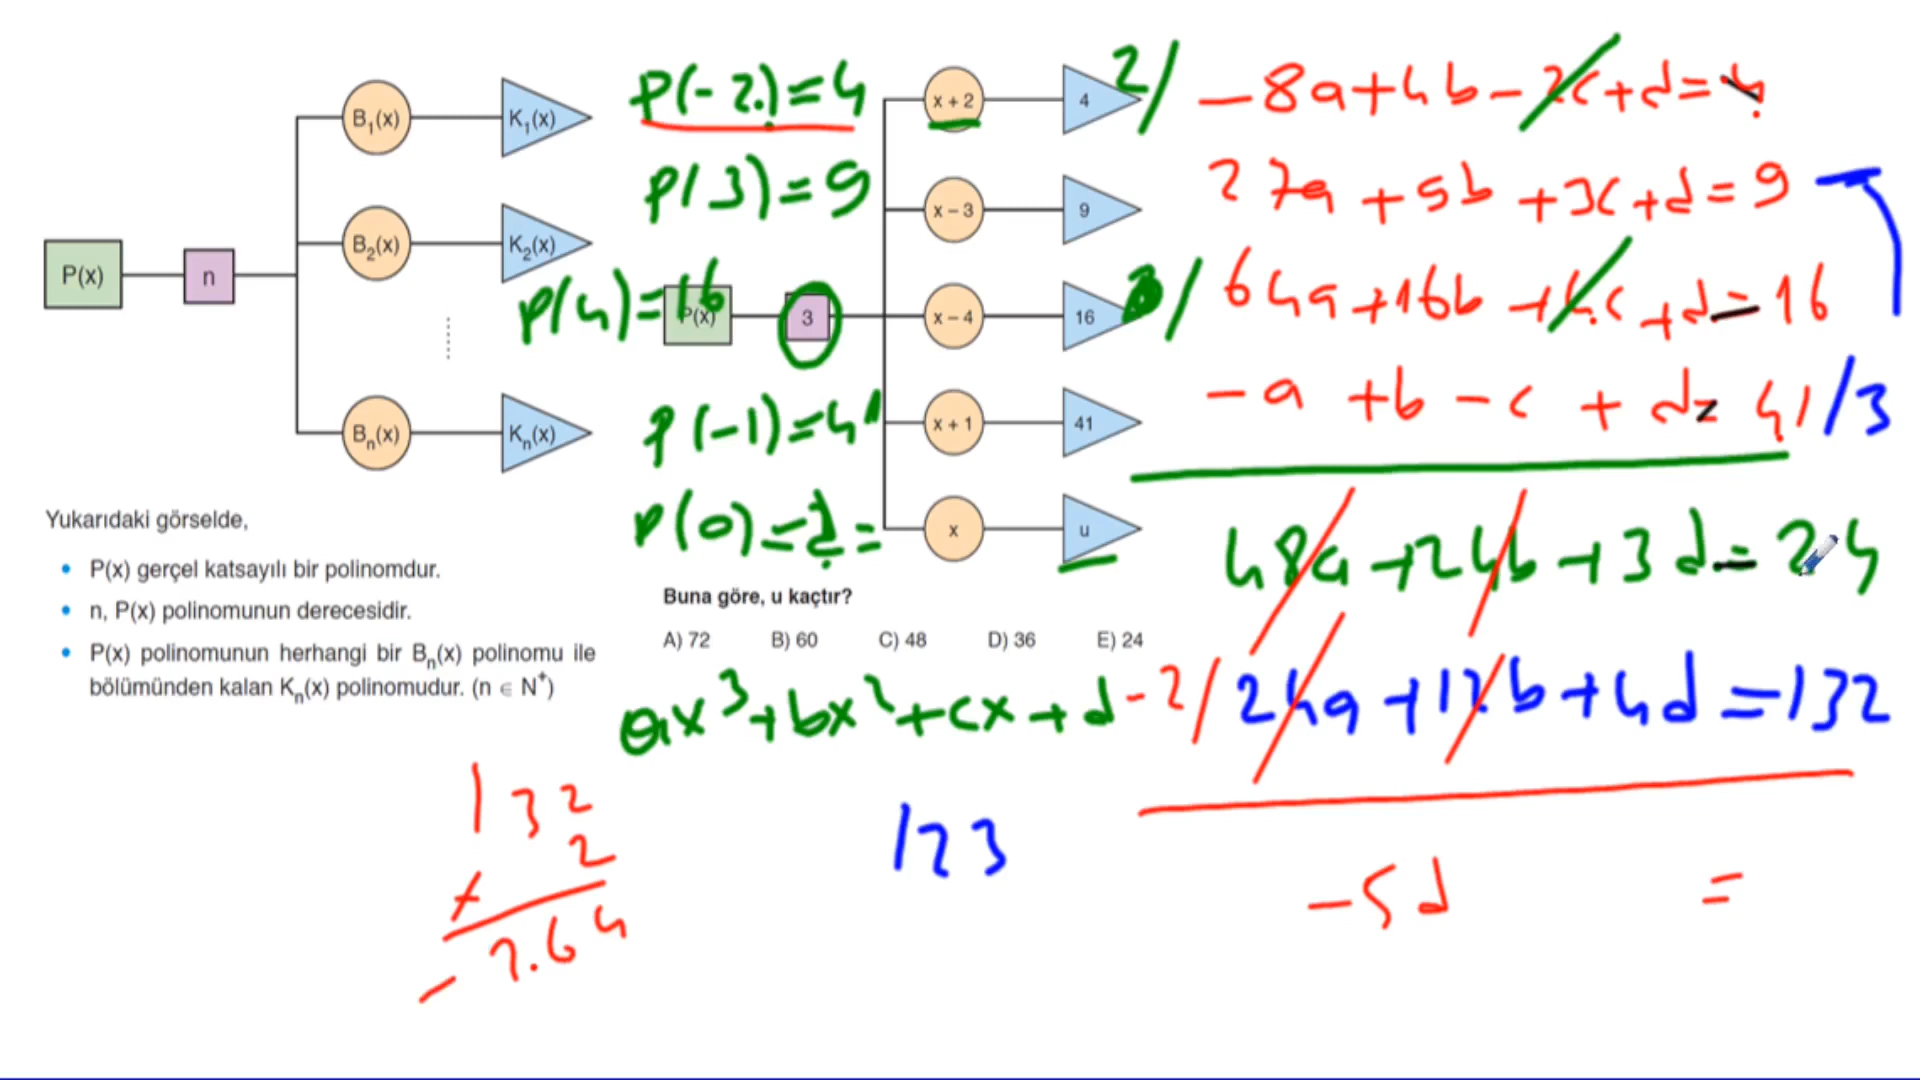 P(x)
n
B1(x)
K1(x)
B2(x)
K2(x)
Bn(x)
Kn(x)
Yukarıdaki görselde,
• P(x) gerçel katsayılı bir polinomdur.
• n, P(x) polinomunun derecesidir.
• P(x) polinomunun herhangi bir Bn(x) polinomu ile
bölümünden kalan Kn(x) polinomudur. (n ∈ N+)
P(-2)=4
P(3)=9
P(4)=16
P(-1)=41
P(0)=d=
P(x)
3
x + 2
4
x – 3
9
x – 4
16
x + 1
41
x
u
Buna göre, u kaçtır?
A) 72 B) 60 C) 48 D) 36 E) 24
ax³+bx²+cx+d
2/ -8a+4b-2c+d=4
27a+9b+3c+d=9
64a+16b+4c+d=16
-a+b-c+d=41/3
48a+24b+3d=24
-2/ 24a+12b+4d=132
-5d =
132
2
x
-264
123